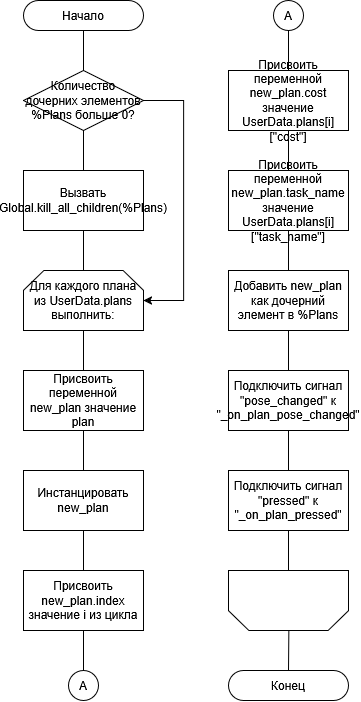 Начало
Количество
дочерних элементов
%Plans больше 0?
Вызвать
Global.kill_all_children(%Plans)
Для каждого плана
из UserData.plans
выполнить:
Присвоить
переменной
new_plan значение
plan
Инстанцировать
new_plan
Присвоить
new_plan.index
значение i из цикла
A
A
Присвоить
переменной
new_plan.cost
значение
UserData.plans[i]
["cost"]
Присвоить
переменной
new_plan.task_name
значение
UserData.plans[i]
["task_name"]
Добавить new_plan
как дочерний
элемент в %Plans
Подключить сигнал
"pose_changed" к
"_on_plan_pose_changed"
Подключить сигнал
"pressed" к
"_on_plan_pressed"
Конец